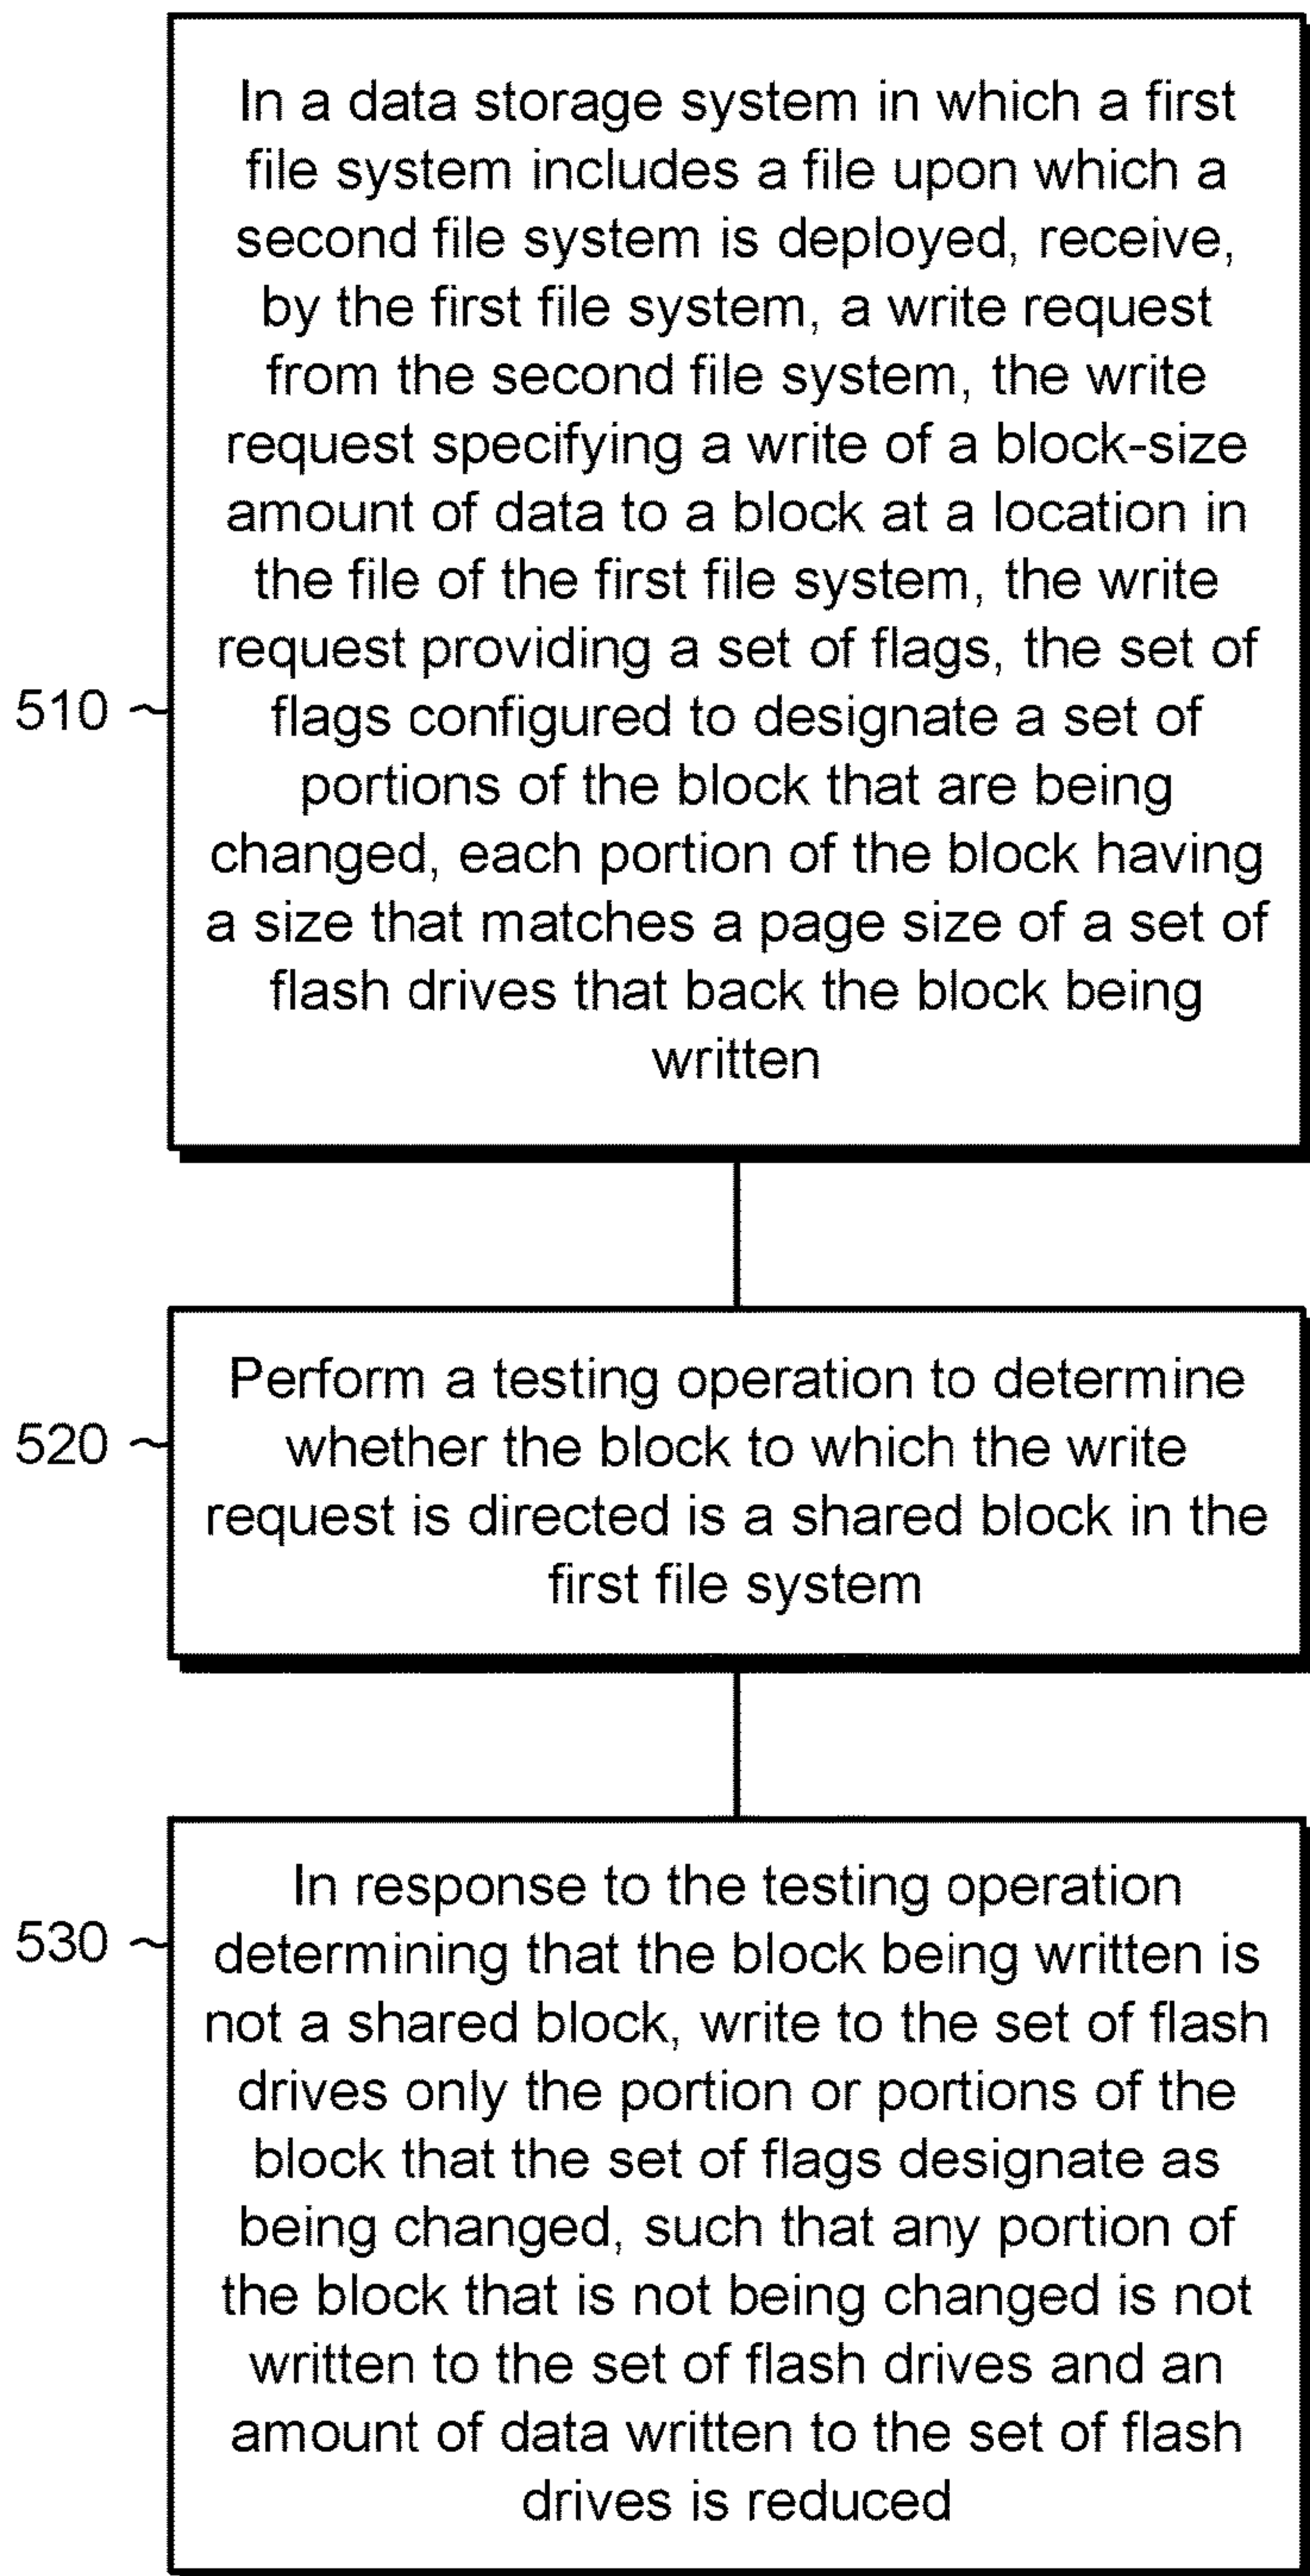 In a data storage system in which a first
file system includes a file upon which a
second file system is deployed, receive,
by the first file system, a write request
from the second file system, the write
request specifying a write of a block-size
amount of data to a block at a location in
the file of the first file system, the write
request providing a set of flags, the set of
510
flags configured to designate a set of
portions of the block that are being
changed, each portion of the block having
a size that matches a page size of a set of
flash drives that back the block being
written
Perform a testing operation to determine
520
whether the block to which the write
request is directed is a shared block in the
first file system
In response to the testing operation
530
determining that the block being written is
not a shared block, write to the set of flash
drives only the portion or portions of the
block that the set of flags designate as
being changed, such that any portion of
the block that is not being changed is not
written to the set of flash drives and an
amount of data written to the set of flash
drives is reduced